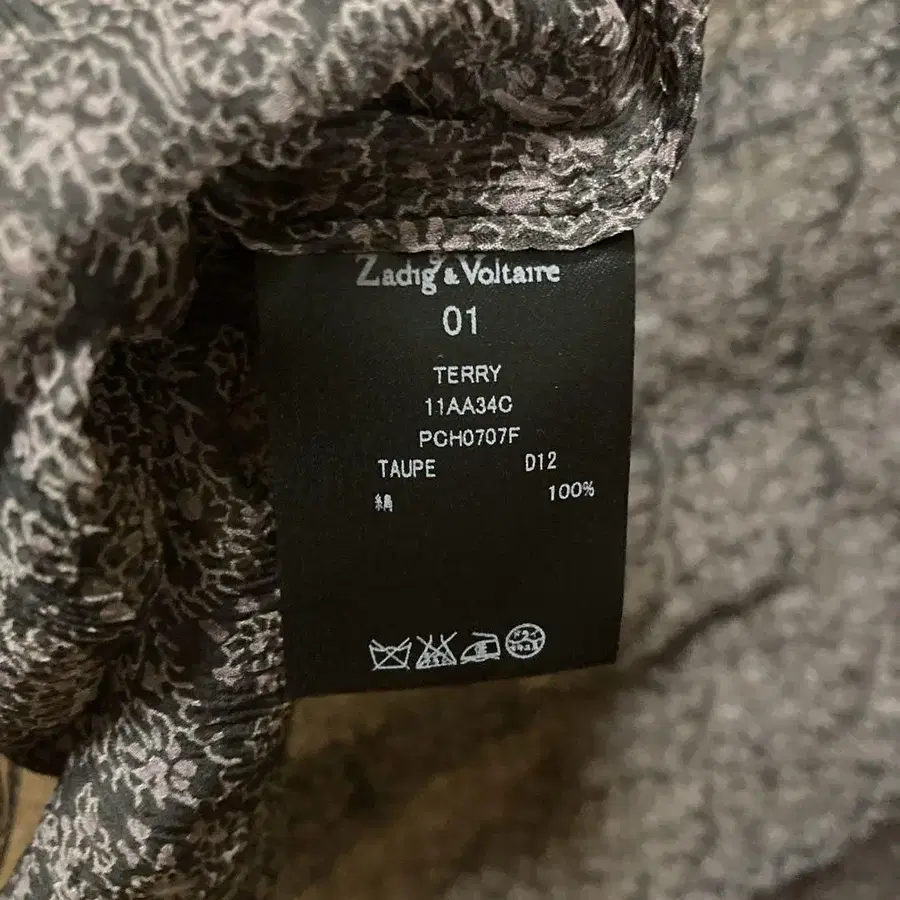 Zadig & Voltaire
01
TERRY
11AA34C
PCH0707F
TAUPE D12
絹 100%